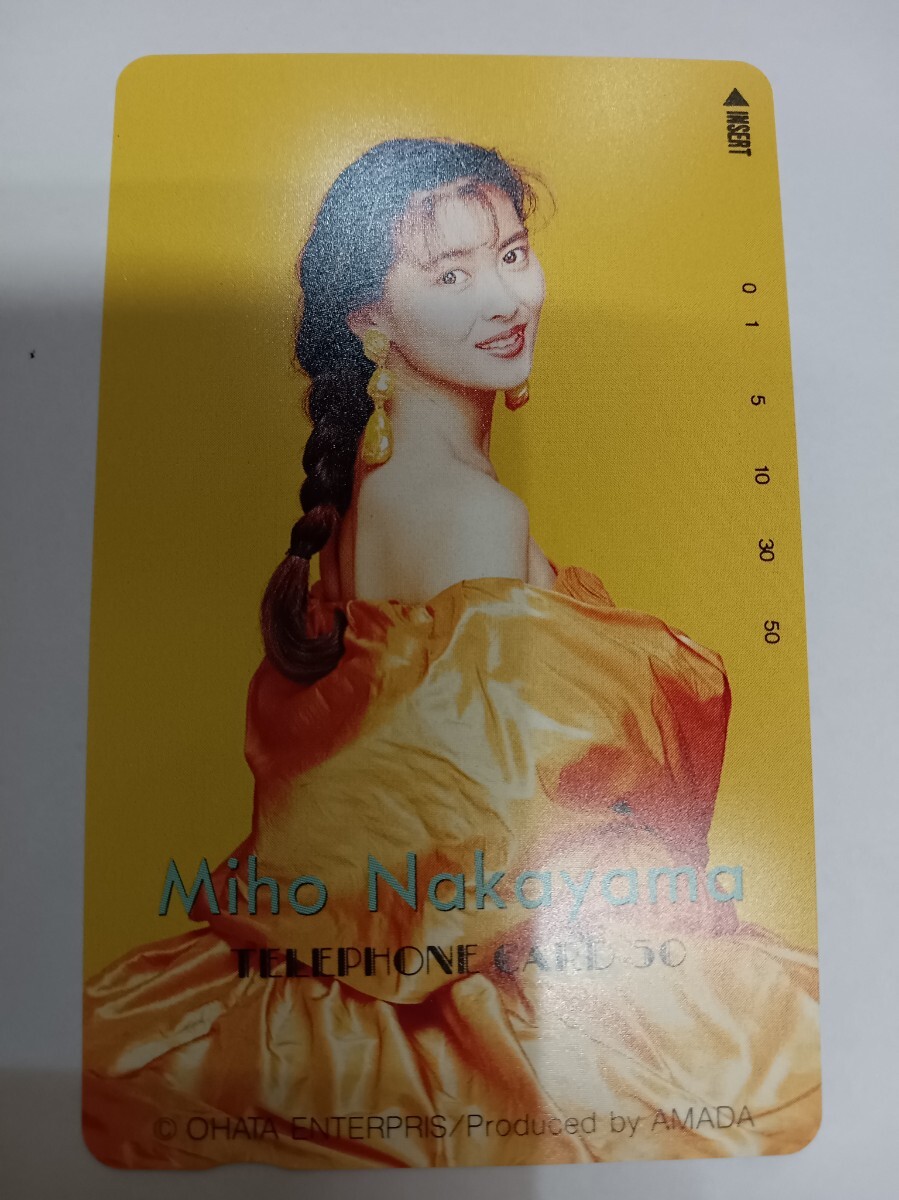 ◀INSERT
0
1
5
10
30
50
Miho Nakayama
TELEPHONE CARD 50
© OHATA ENTERPRIS/Produced by AMADA